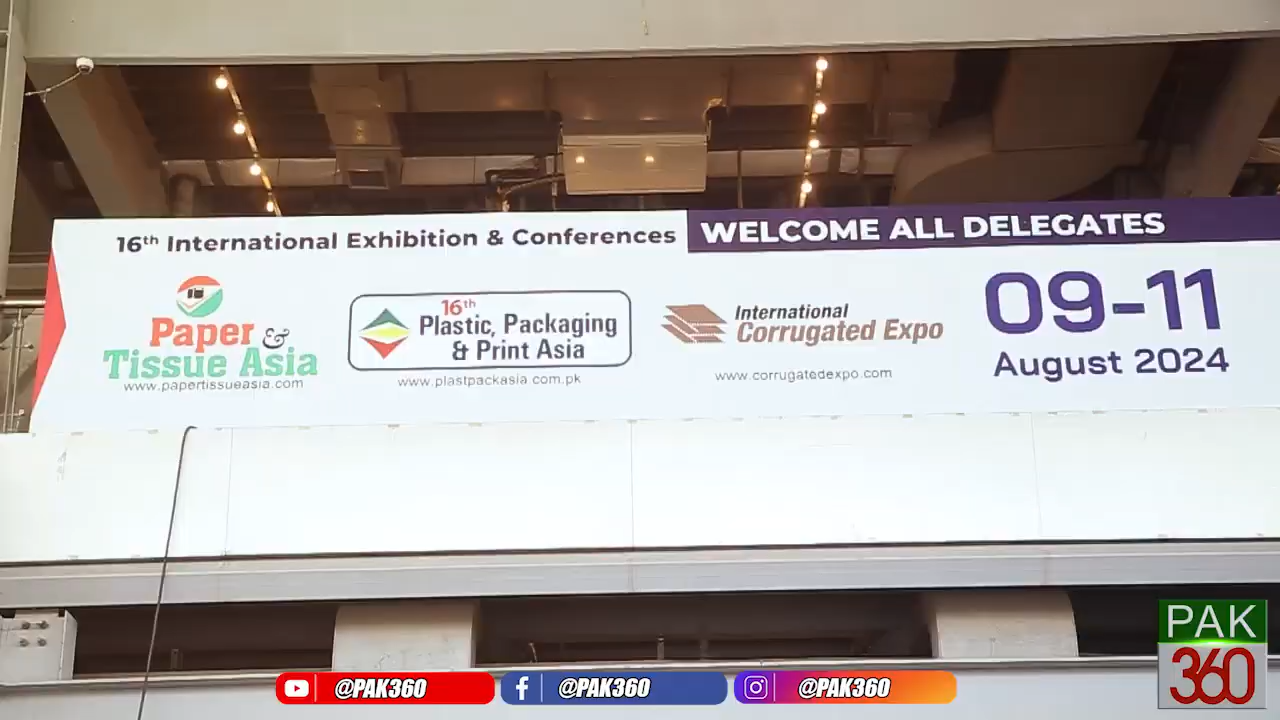 16th International Exhibition & Conferences
WELCOME ALL DELEGATES
Paper &
Tissue Asia
www.papertissueasia.com
16th
Plastic, Packaging
& Print Asia
www.plastpackasia.com.pk
International
Corrugated Expo
www.corrugatedexpo.com
09-11
August 2024
@PAK360
@PAK360
@PAK360
PAK
360